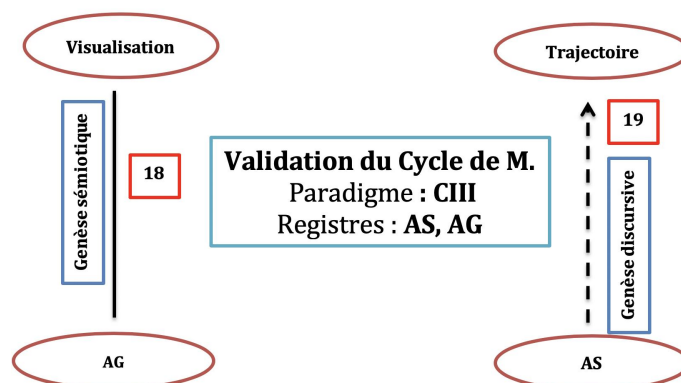 Visualisation
Trajectoire
Genèse sémiotique
18
Validation du Cycle de M.
Paradigme : CIII
Registres : AS, AG
19
Genèse discursive
AG
AS